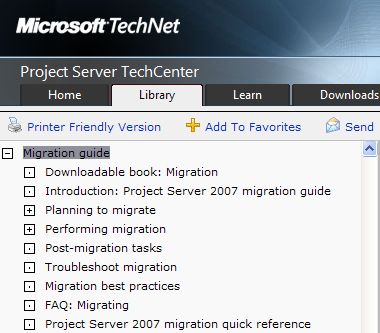 Microsoft TechNet
Project Server TechCenter
Home Library Learn Downloads
Printer Friendly Version Add To Favorites Send
Migration guide
Downloadable book: Migration
Introduction: Project Server 2007 migration guide
Planning to migrate
Performing migration
Post-migration tasks
Troubleshoot migration
Migration best practices
FAQ: Migrating
Project Server 2007 migration quick reference